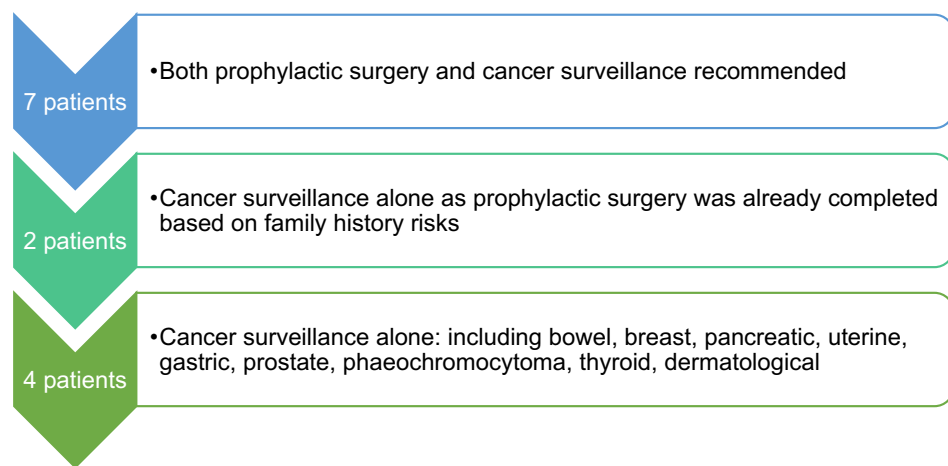 7 patients
•Both prophylactic surgery and cancer surveillance recommended
2 patients
•Cancer surveillance alone as prophylactic surgery was already completed
based on family history risks
4 patients
•Cancer surveillance alone: including bowel, breast, pancreatic, uterine,
gastric, prostate, phaeochromocytoma, thyroid, dermatological